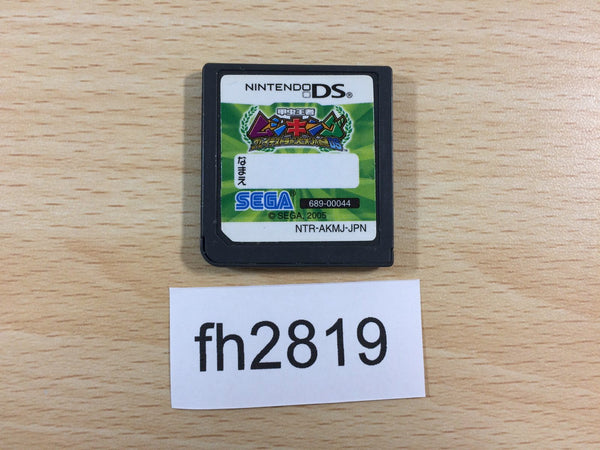 NINTENDO DS®
甲虫王者
ムシキング
なまえ
SEGA 689-00044
© SEGA, 2005
NTR-AKMJ-JPN
fh2819